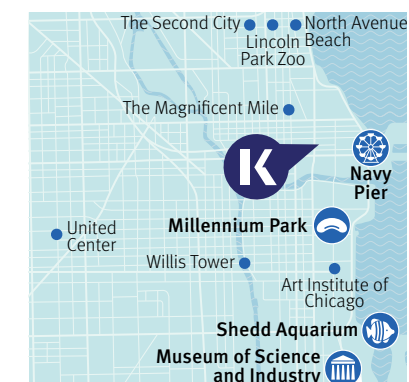 The Second City
Lincoln
Park Zoo
North Avenue
Beach
The Magnificent Mile
K
Navy
Pier
Millennium Park
United
Center
Willis Tower
Art Institute of
Chicago
Shedd Aquarium
Museum of Science
and Industry